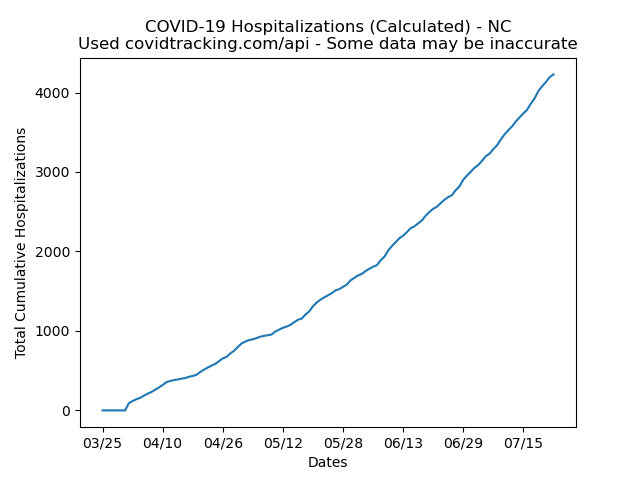 COVID-19 Hospitalizations (Calculated) - NC
Used covidtracking.com/api - Some data may be inaccurate
Total Cumulative Hospitalizations
4000
3000
2000
1000
0
03/25 04/10 04/26 05/12 05/28 06/13 06/29 07/15
Dates